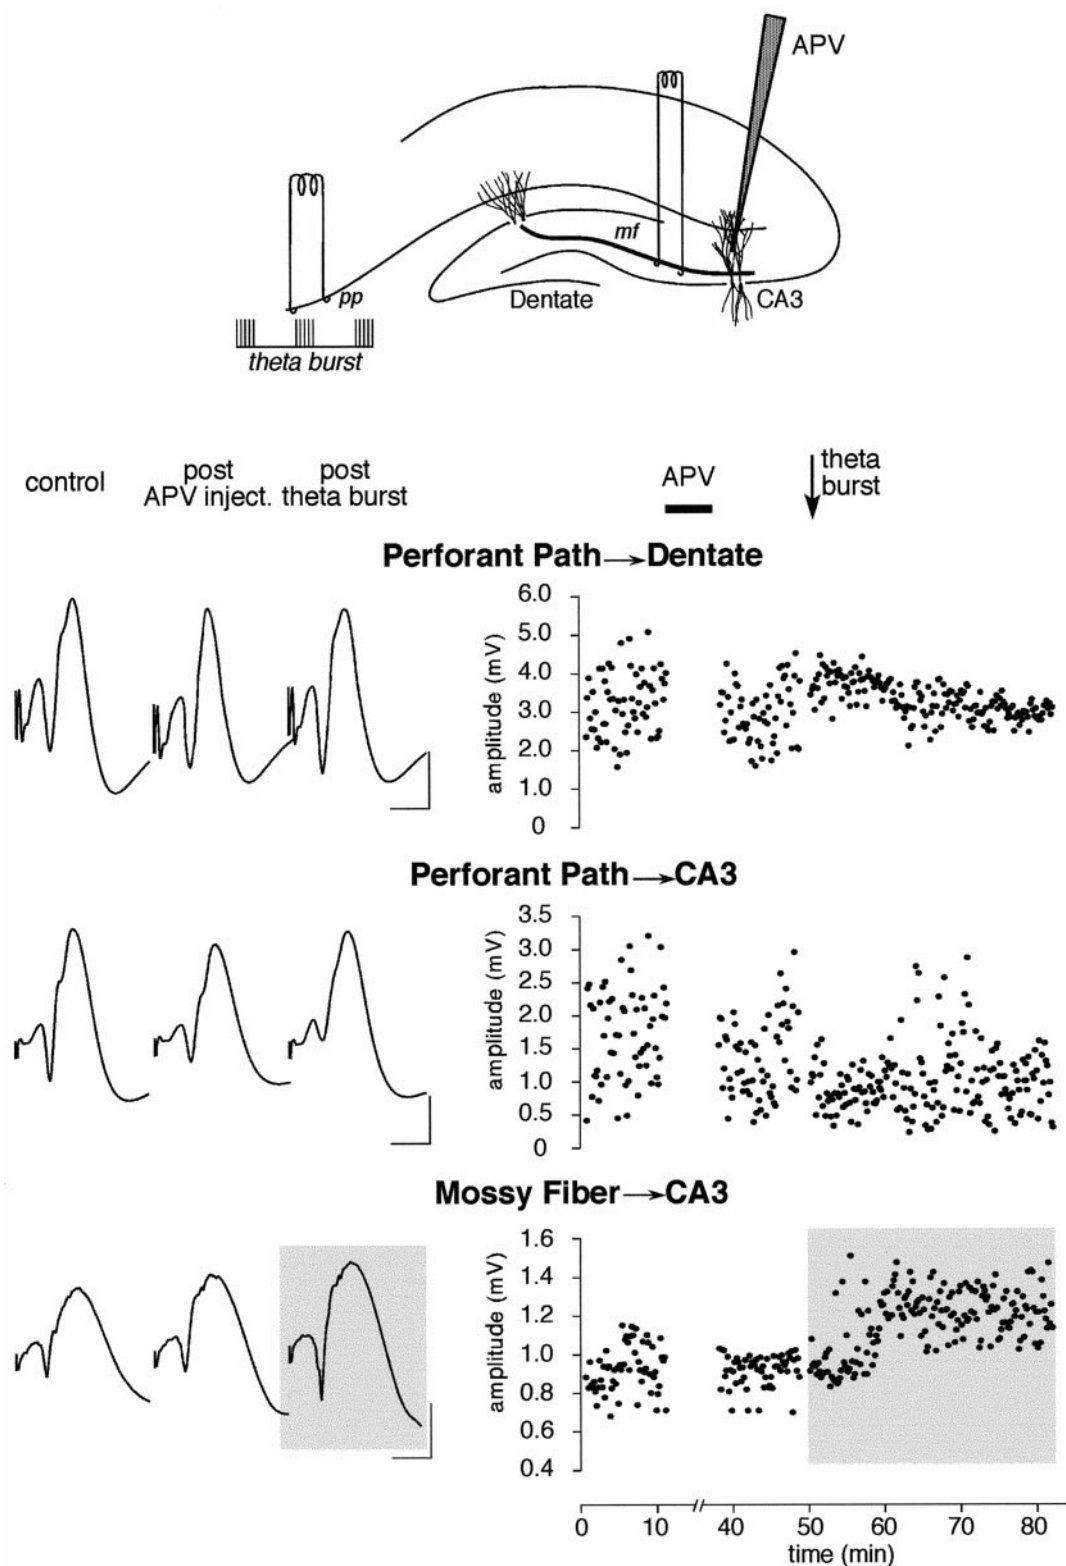 APV
mf
pp
Dentate
CA3
theta burst
control
post
APV inject.
post
theta burst
APV
theta
burst
Perforant Path→Dentate
6.0
5.0
4.0
3.0
2.0
1.0
0
amplitude (mV)
Perforant Path→CA3
3.5
3.0
2.5
2.0
1.5
1.0
0.5
0
amplitude (mV)
Mossy Fiber→CA3
1.6
1.4
1.2
1.0
0.8
0.6
0.4
amplitude (mV)
0 10 40 50 60 70 80
time (min)